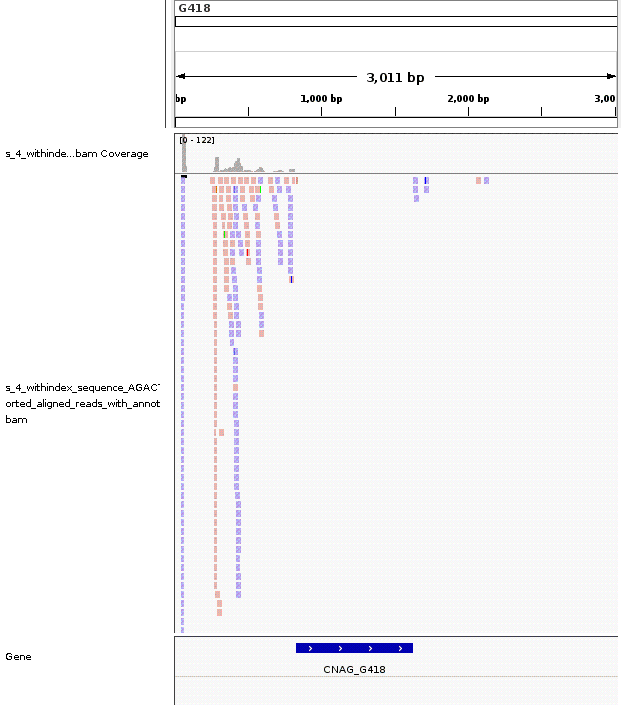 G418
3,011 bp
bp 1,000 bp 2,000 bp 3,00
[0 - 122]
s_4_withinde...bam Coverage
s_4_withindex_sequence_AGAC
orted_aligned_reads_with_annot
bam
Gene
CNAG_G418